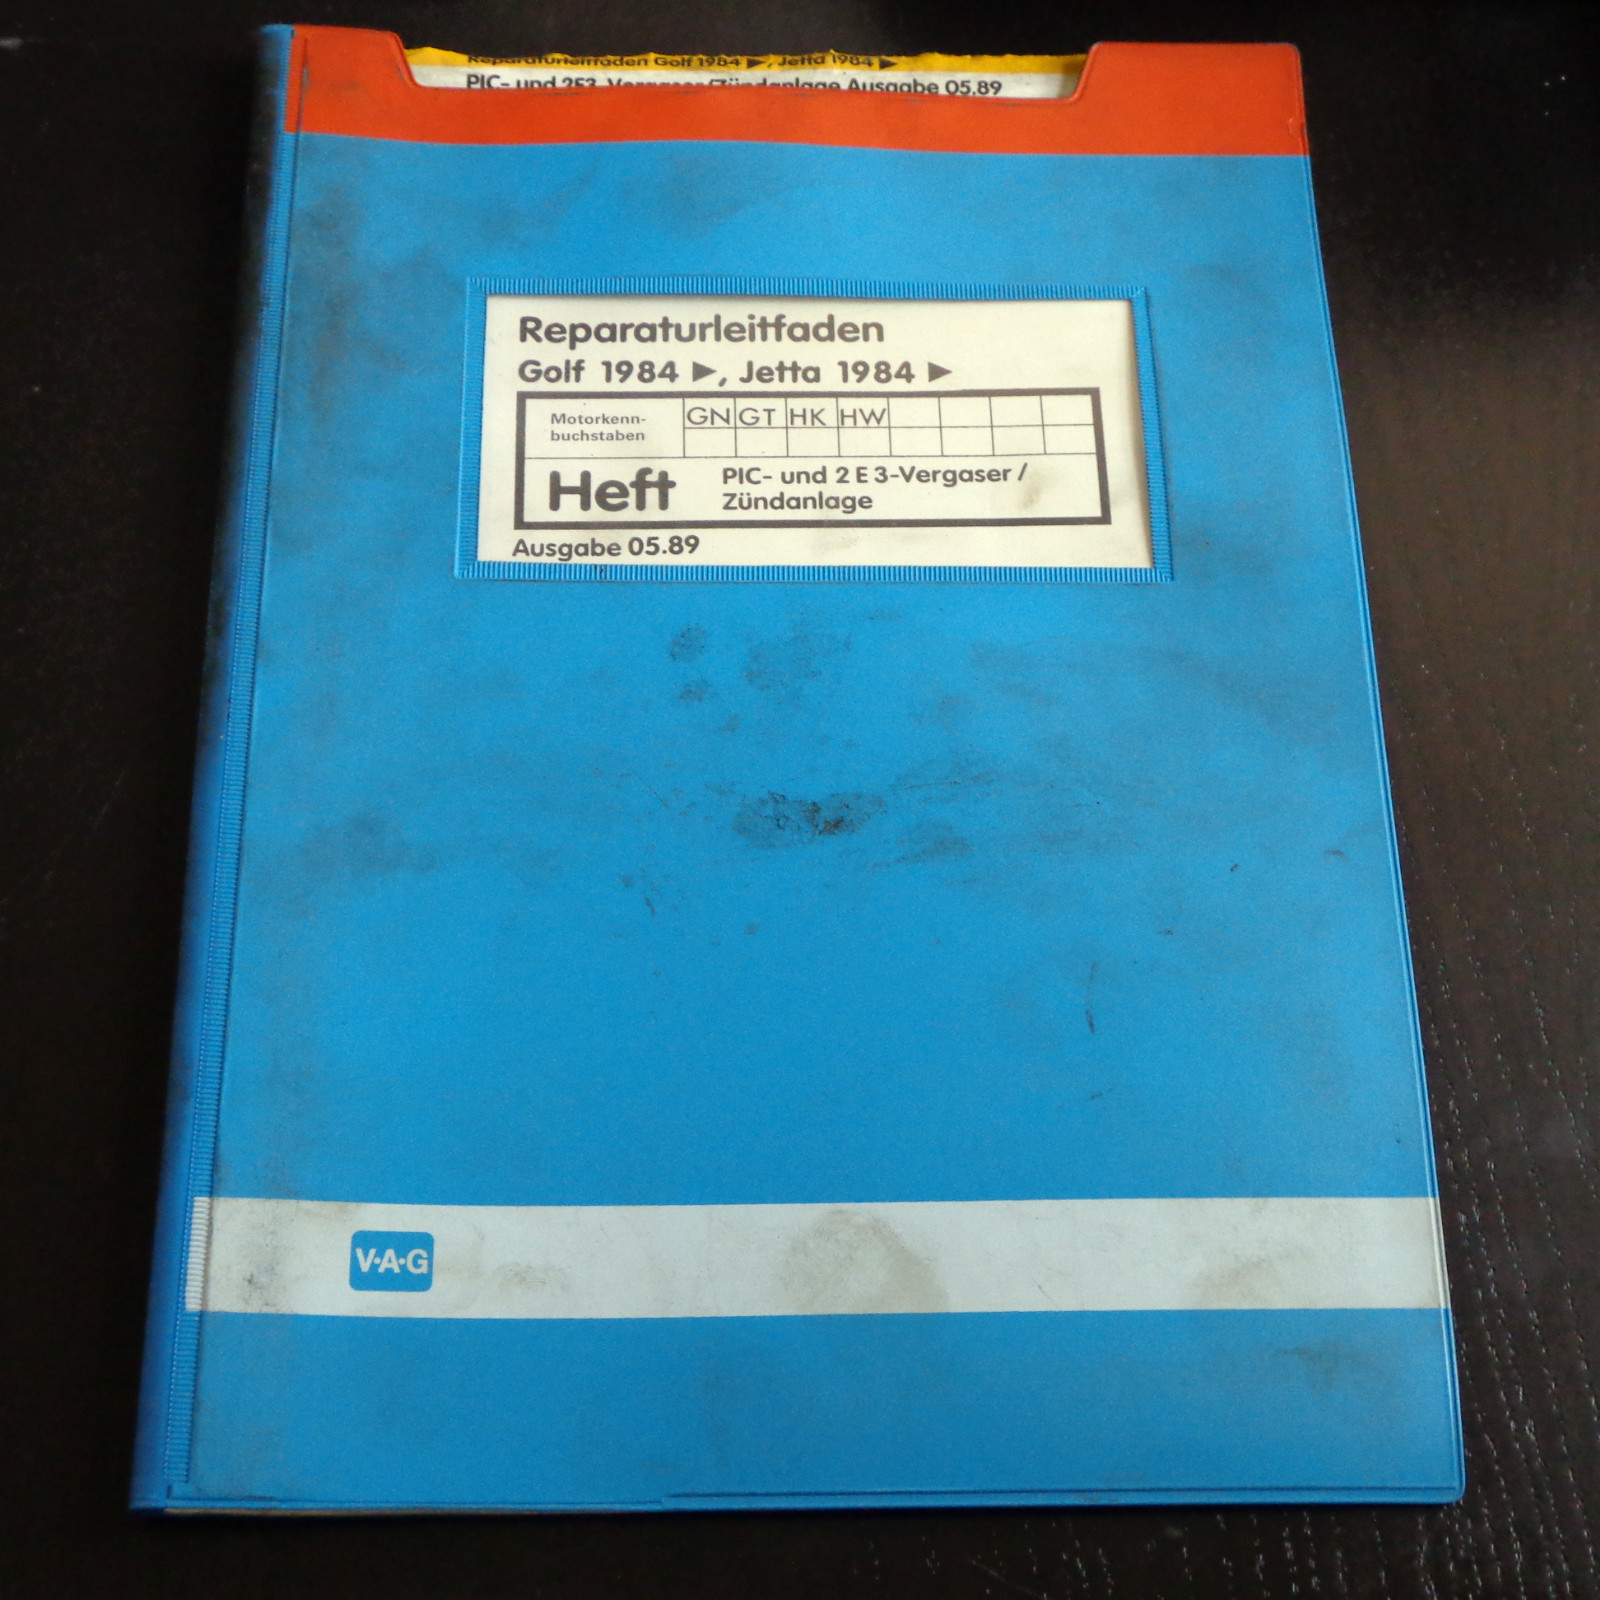 Reparaturleitfaden Golf 1984 ►, Jetta 1984 ►
PIC- und 2E3-Vergaser/Zündanlage Ausgabe 05.89
Reparaturleitfaden
Golf 1984 ►, Jetta 1984 ►
Motorkenn-
buchstaben
GN GT HK HW
Heft
PIC- und 2 E 3-Vergaser /
Zündanlage
Ausgabe 05.89
V·A·G